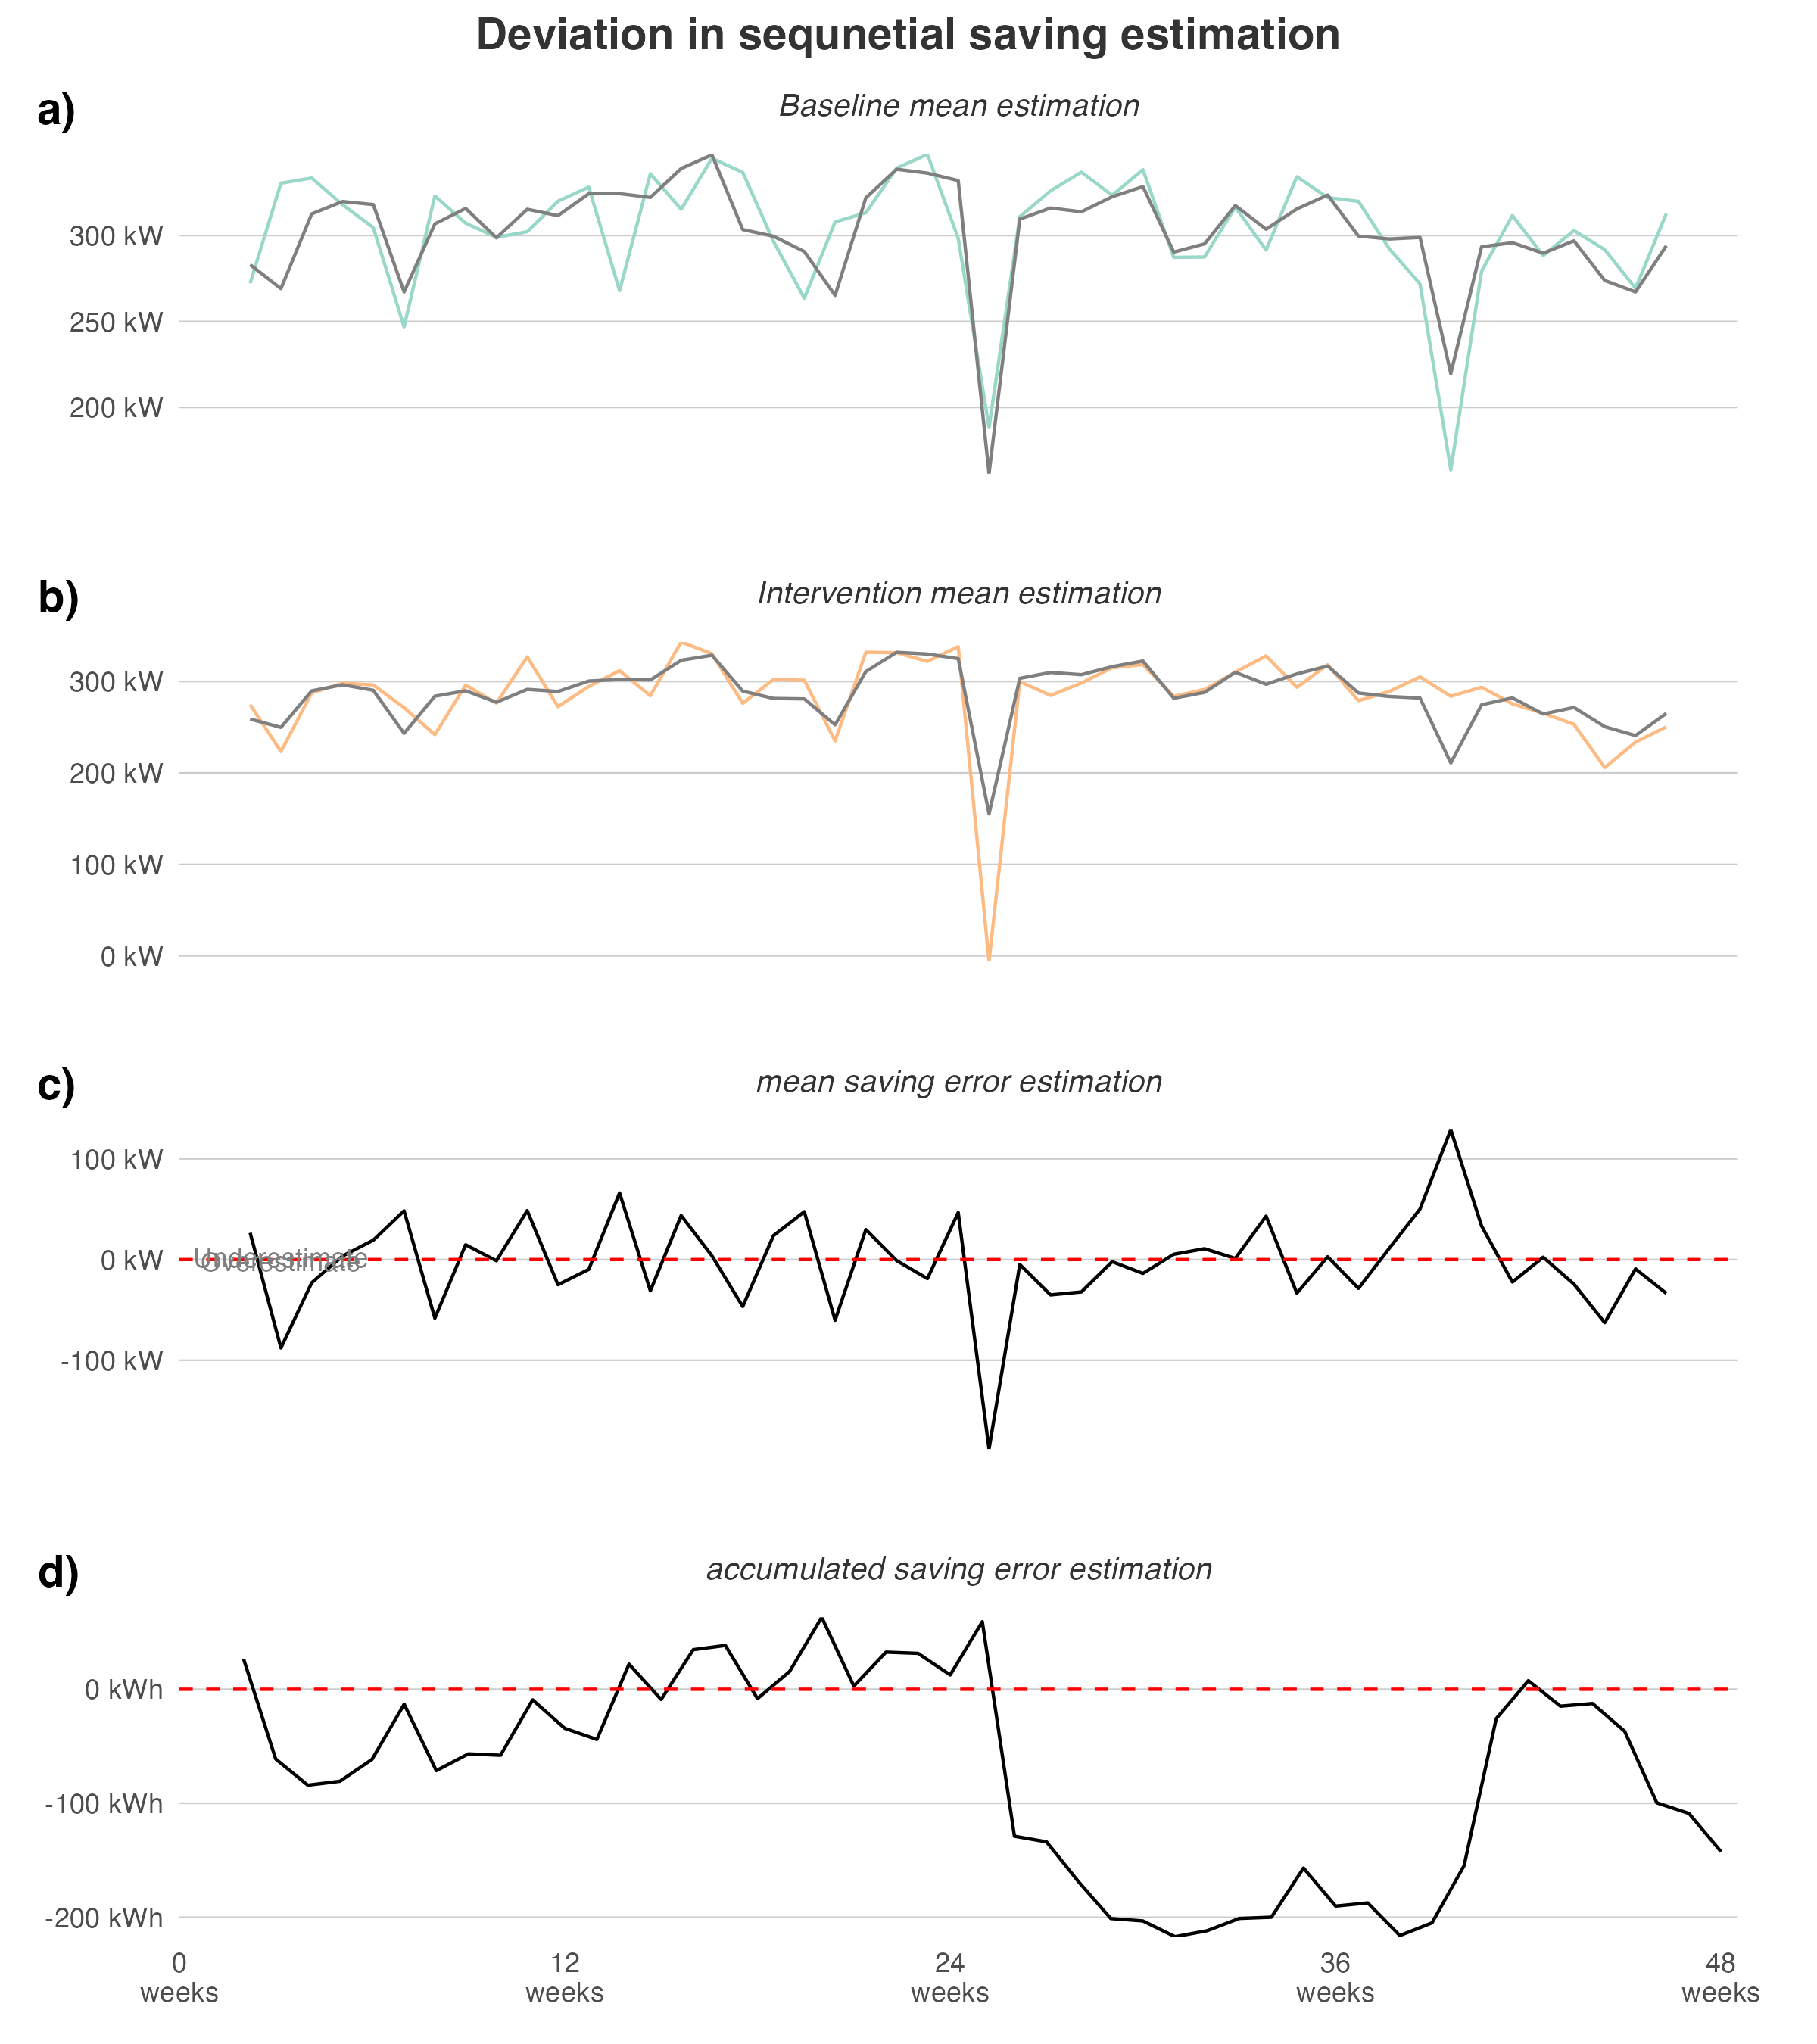 Deviation in sequnetial saving estimation
a)
Baseline mean estimation
300 kW
250 kW
200 kW
b)
Intervention mean estimation
300 kW
200 kW
100 kW
0 kW
c)
mean saving error estimation
100 kW
0 kW
Underestimate
Overestimate
-100 kW
d)
accumulated saving error estimation
0 kWh
-100 kWh
-200 kWh
0 12 24 36 48
weeks weeks weeks weeks weeks